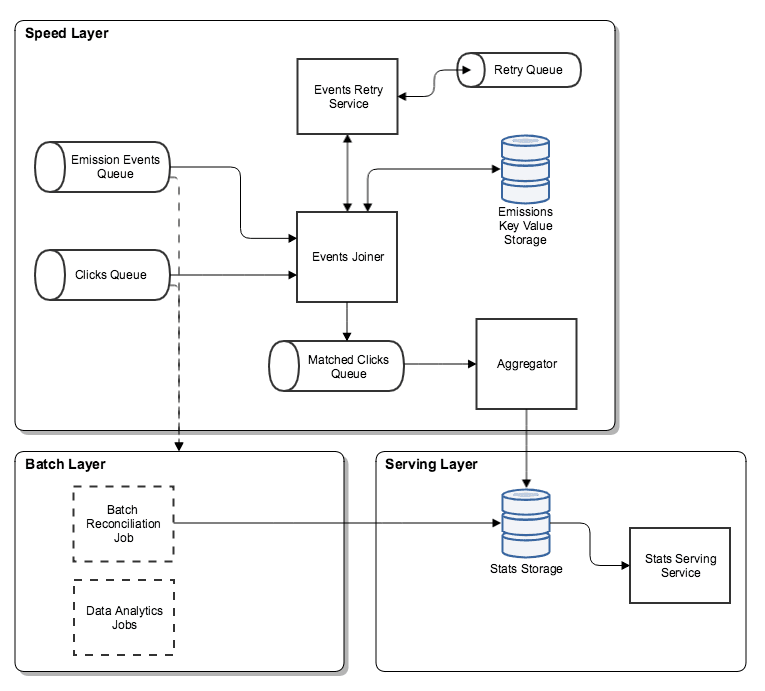 Speed Layer
Events Retry
Service
Retry Queue
Emission Events
Queue
Emissions
Key Value
Storage
Events Joiner
Clicks Queue
Matched Clicks
Queue
Aggregator
Batch Layer
Batch
Reconciliation
Job
Data Analytics
Jobs
Serving Layer
Stats Storage
Stats Serving
Service